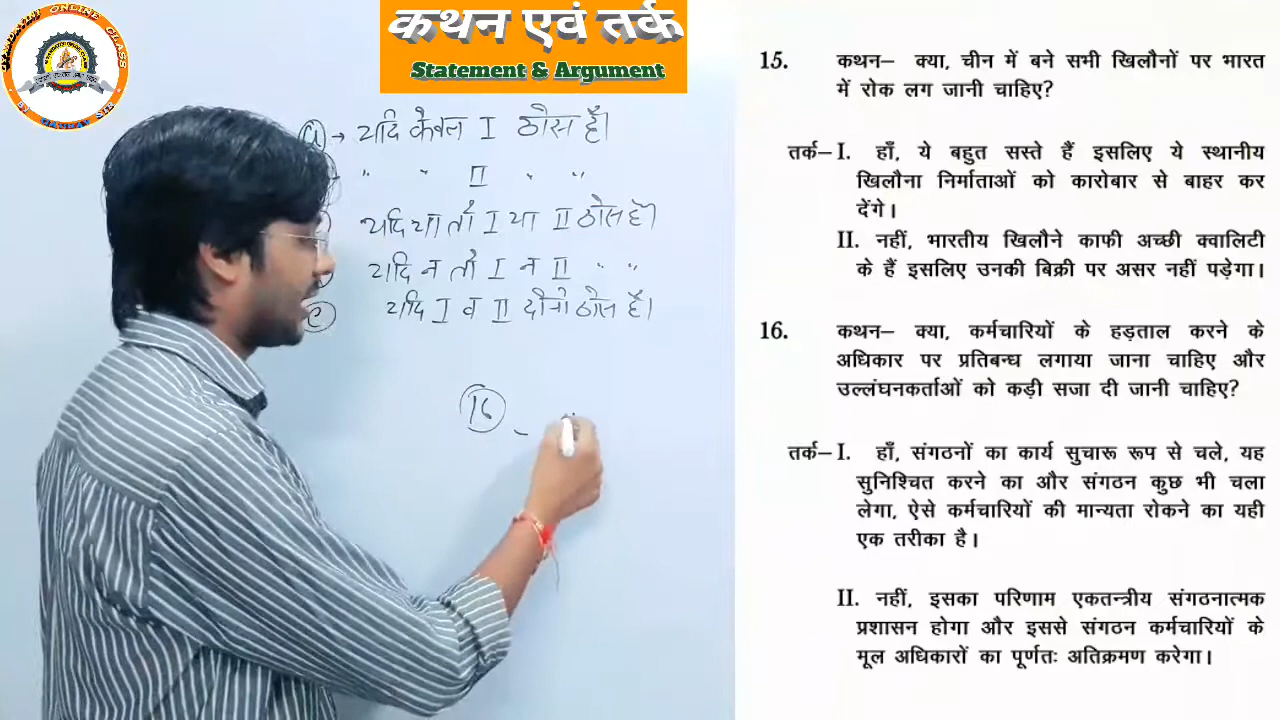 कथन एवं तर्क
Statement & Argument
ONLINE CLASS
a → यदि केवल I ठोस है।
" " II " "
यदि या तो I या II ठोस है।
यदि न तो I न II " "
e यदि I व II दोनो ठोस है।
16 -
15. कथन– क्या, चीन में बने सभी खिलौनों पर भारत
में रोक लग जानी चाहिए?
तर्क– I. हाँ, ये बहुत सस्ते हैं इसलिए ये स्थानीय
खिलौना निर्माताओं को कारोबार से बाहर कर
देंगे।
II. नहीं, भारतीय खिलौने काफी अच्छी क्वालिटी
के हैं इसलिए उनकी बिक्री पर असर नहीं पड़ेगा।
16. कथन– क्या, कर्मचारियों के हड़ताल करने के
अधिकार पर प्रतिबन्ध लगाया जाना चाहिए और
उल्लंघनकर्ताओं को कड़ी सजा दी जानी चाहिए?
तर्क– I. हाँ, संगठनों का कार्य सुचारू रूप से चले, यह
सुनिश्चित करने का और संगठन कुछ भी चला
लेगा, ऐसे कर्मचारियों की मान्यता रोकने का यही
एक तरीका है।
II. नहीं, इसका परिणाम एकतन्त्रीय संगठनात्मक
प्रशासन होगा और इससे संगठन कर्मचारियों के
मूल अधिकारों का पूर्णतः अतिक्रमण करेगा।